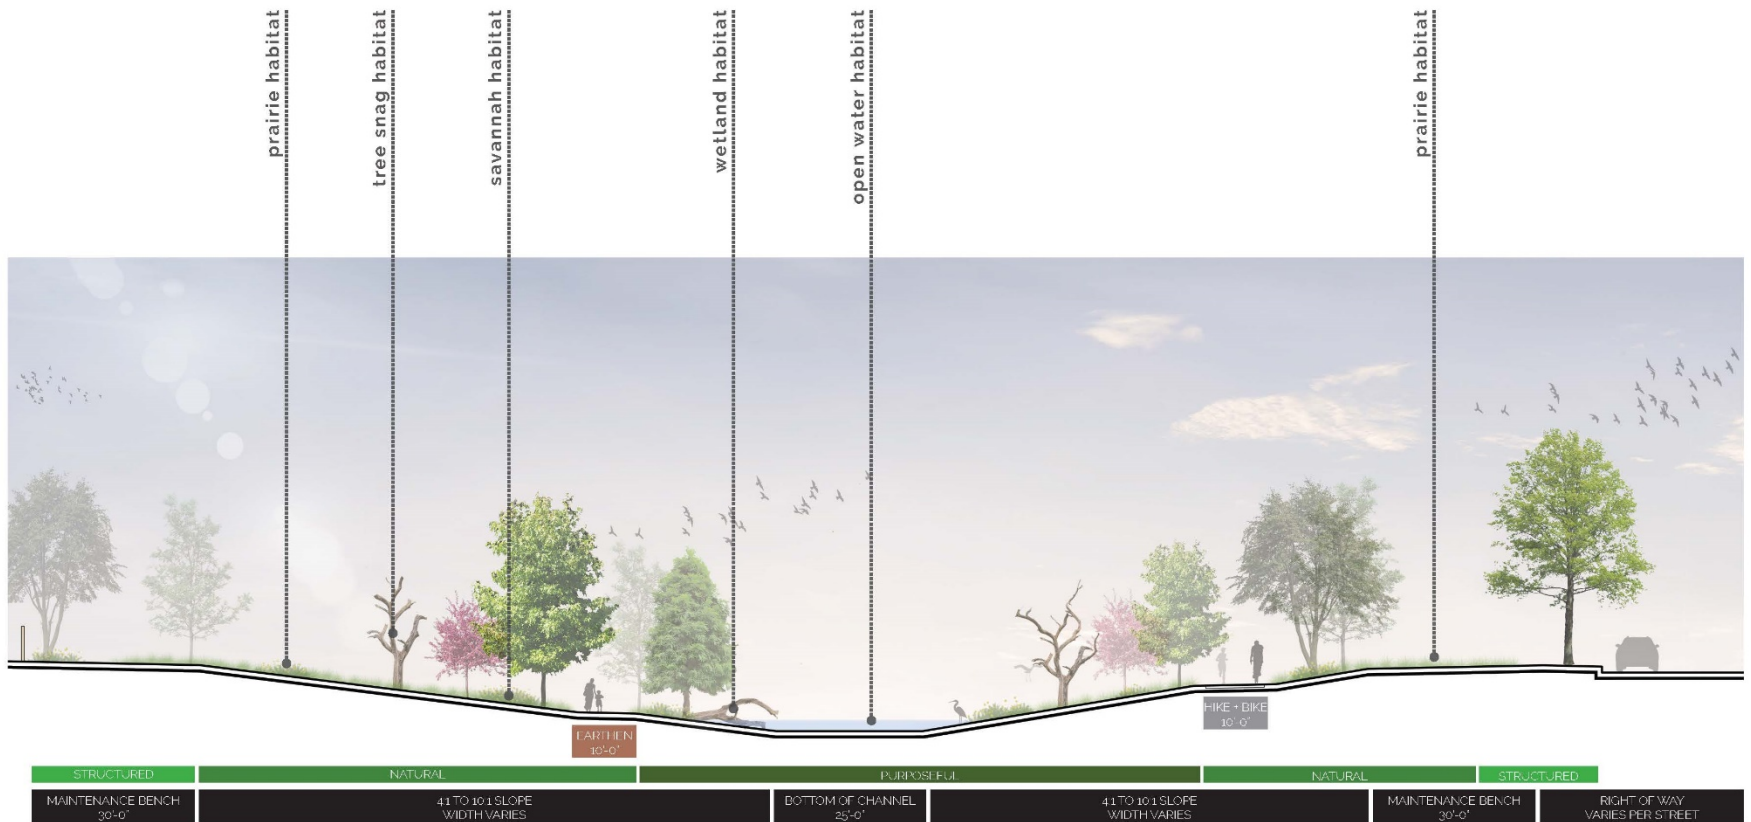 prairie habitat
tree snag habitat
savannah habitat
wetland habitat
open water habitat
prairie habitat
EARTHEN
10'-0"
HIKE + BIKE
10'-0"
STRUCTURED
NATURAL
PURPOSEFUL
NATURAL
STRUCTURED
MAINTENANCE BENCH
30'-0"
4:1 TO 10:1 SLOPE
WIDTH VARIES
BOTTOM OF CHANNEL
25'-0"
4:1 TO 10:1 SLOPE
WIDTH VARIES
MAINTENANCE BENCH
30'-0"
RIGHT OF WAY
VARIES PER STREET